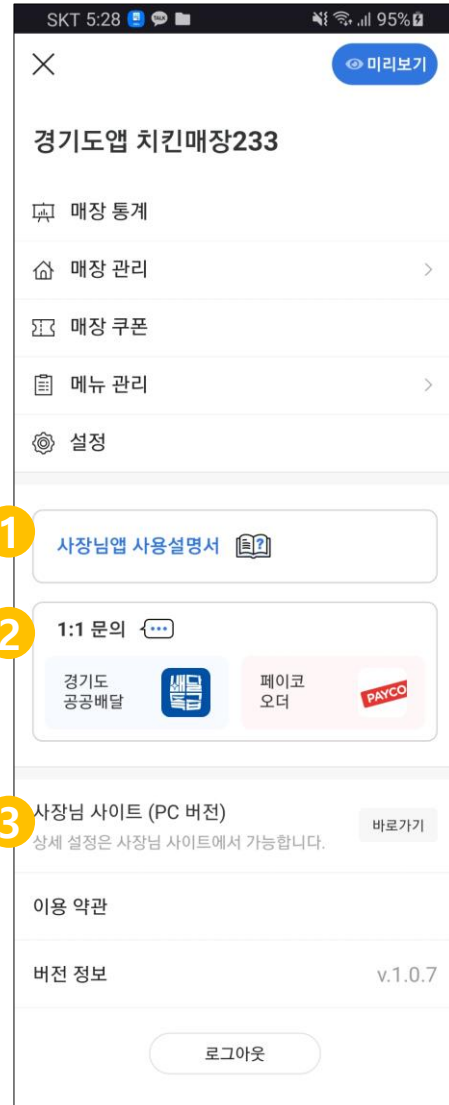 SKT 5:28 TALK 95%
미리보기
경기도앱 치킨매장233
매장 통계
매장 관리
매장 쿠폰
메뉴 관리
설정
1
사장님앱 사용설명서
2
1:1 문의
경기도
공공배달
배달
특급
페이코
오더
PAYCO
3
사장님 사이트 (PC 버전)
바로가기
상세 설정은 사장님 사이트에서 가능합니다.
이용 약관
버전 정보 v.1.0.7
로그아웃